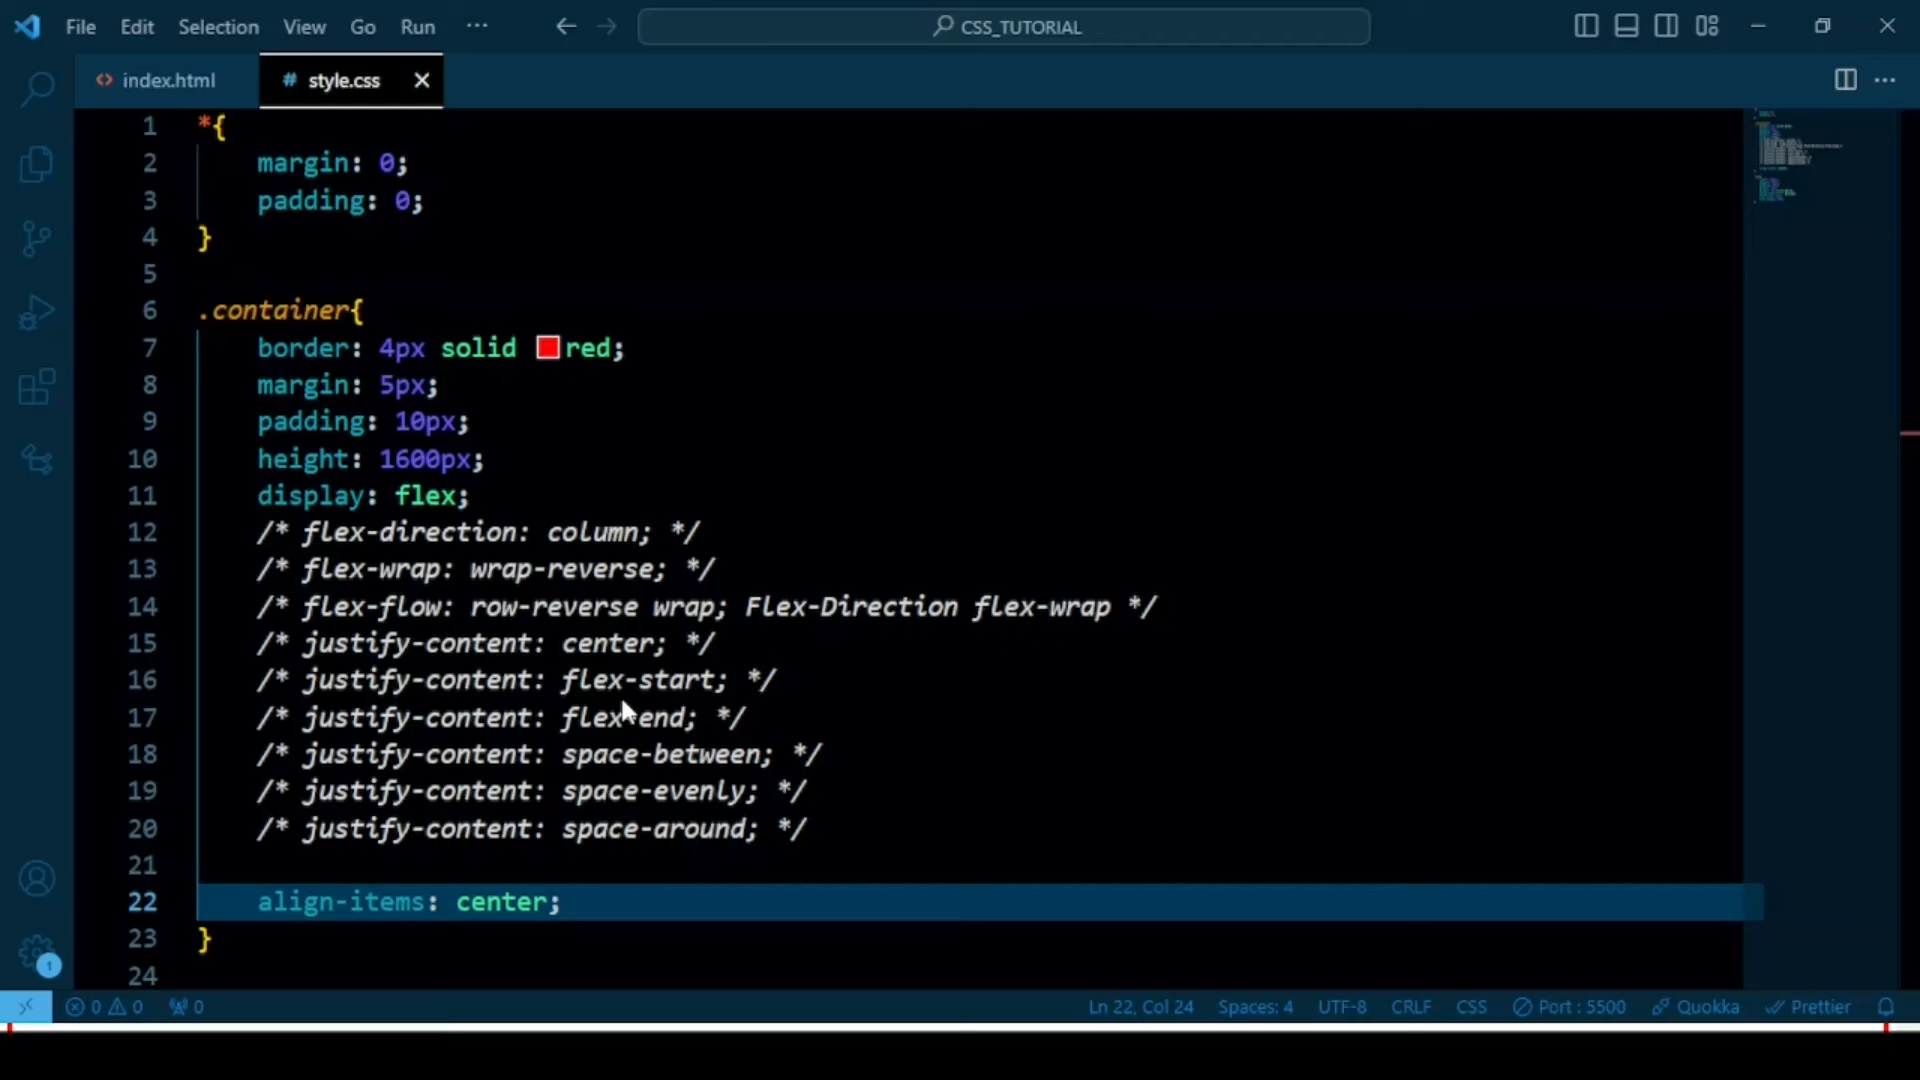 File Edit Selection View Go Run ··· CSS_TUTORIAL
index.html # style.css
1 *{
2 margin: 0;
3 padding: 0;
4 }
5
6 .container{
7 border: 4px solid red;
8 margin: 5px;
9 padding: 10px;
10 height: 1600px;
11 display: flex;
12 /* flex-direction: column; */
13 /* flex-wrap: wrap-reverse; */
14 /* flex-flow: row-reverse wrap; Flex-Direction flex-wrap */
15 /* justify-content: center; */
16 /* justify-content: flex-start; */
17 /* justify-content: flex-end; */
18 /* justify-content: space-between; */
19 /* justify-content: space-evenly; */
20 /* justify-content: space-around; */
21
22 align-items: center;
23 }
24
1
0 0 0 Ln 22, Col 24 Spaces: 4 UTF-8 CRLF CSS Port : 5500 Quokka Prettier